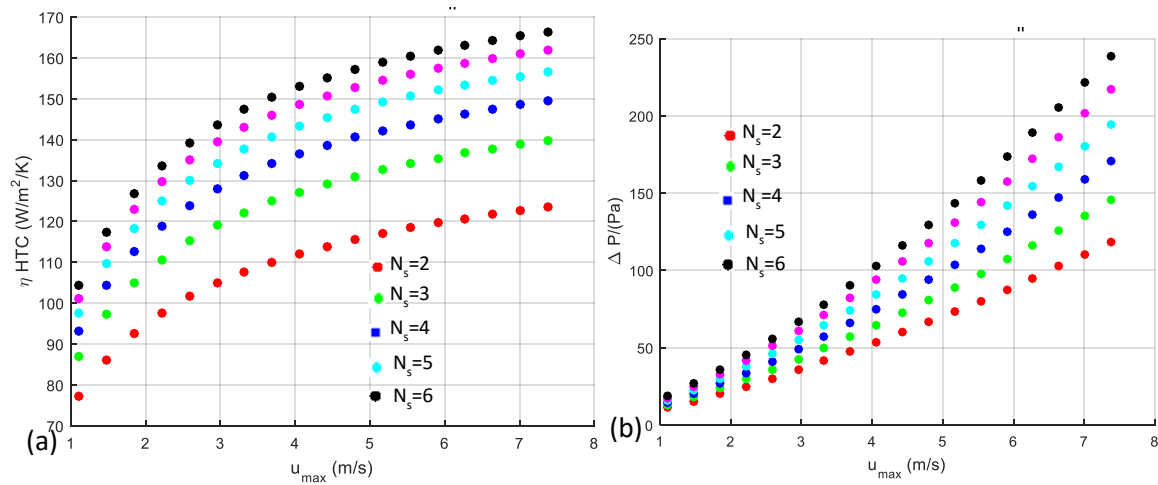 170
160
150
140
130
120
110
100
90
80
70
η HTC (W/m²/K)
1 2 3 4 5 6 7 8
u_max (m/s)
N_s=2
N_s=3
N_s=4
N_s=5
N_s=6
(a)
250
200
150
100
50
0
Δ P/(Pa)
1 2 3 4 5 6 7 8
u_max (m/s)
N_s=2
N_s=3
N_s=4
N_s=5
N_s=6
(b)